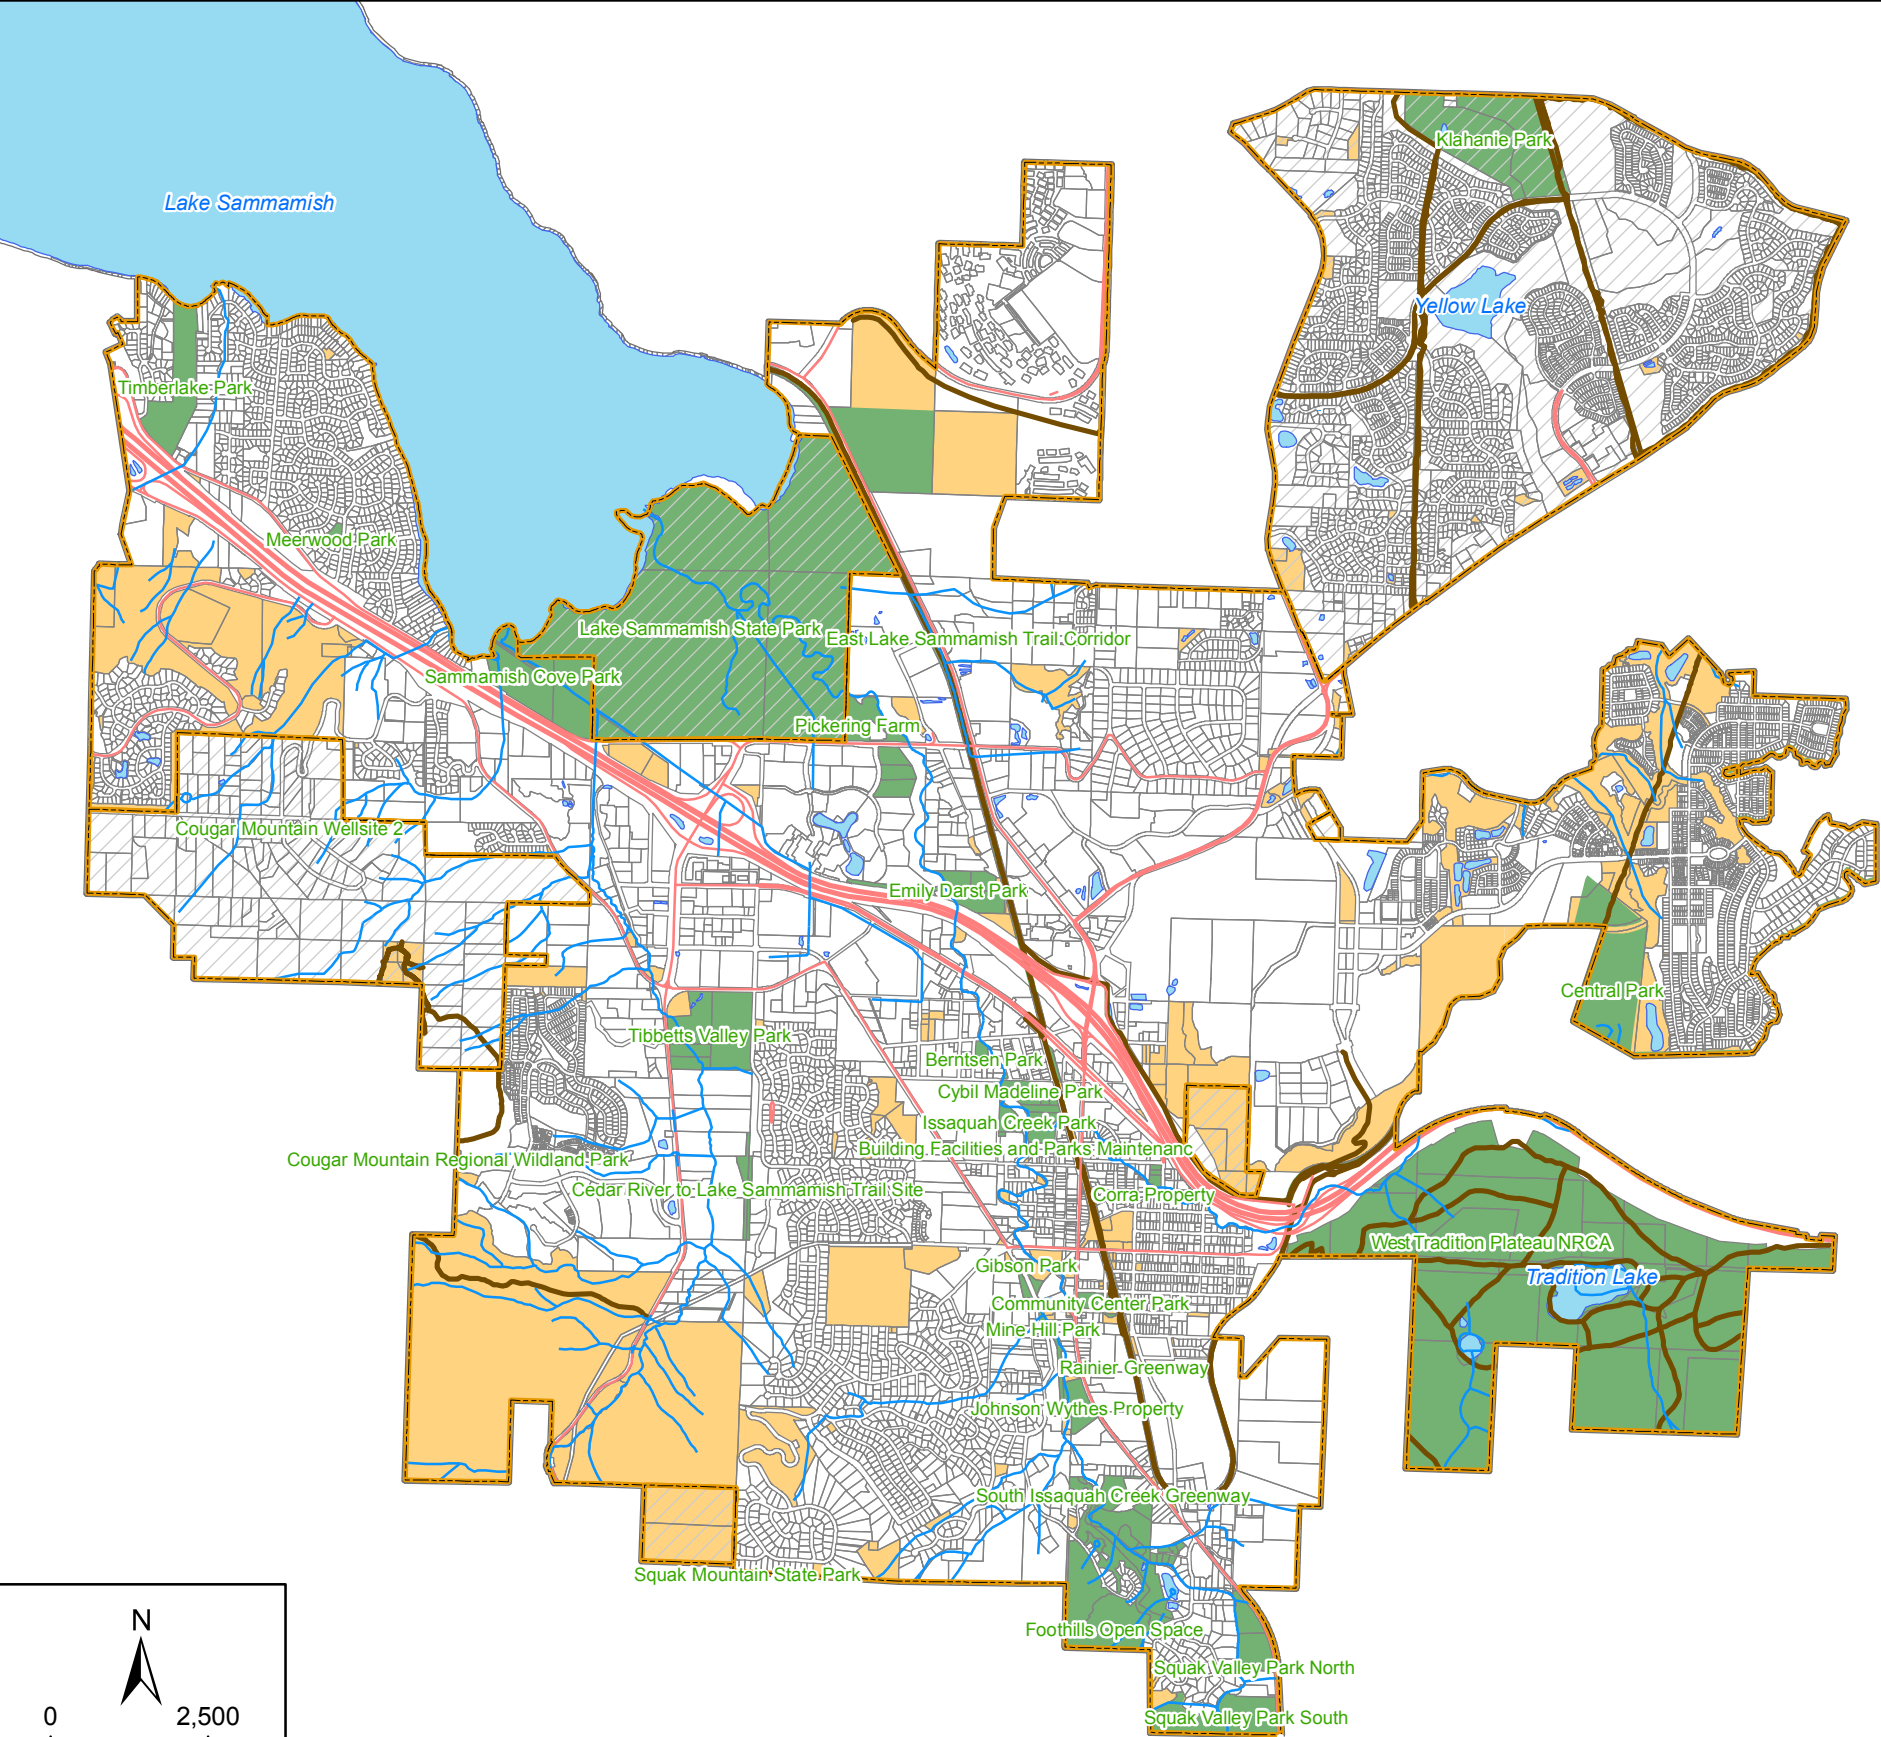 Klahanie Park
Lake Sammamish
Yellow Lake
Timberlake Park
Meerwood Park
Lake Sammamish State Park
East Lake Sammamish Trail Corridor
Sammamish Cove Park
Pickering Farm
Cougar Mountain Wellsite 2
Emily Darst Park
Central Park
Tibbetts Valley Park
Berntsen Park
Cybil Madeline Park
Issaquah Creek Park
Building Facilities and Parks Maintenanc
Cougar Mountain Regional Wildland Park
Cedar River to Lake Sammamish Trail Site
Corra Property
West Tradition Plateau NRCA
Gibson Park
Tradition Lake
Community Center Park
Mine Hill Park
Rainier Greenway
Johnson Wythes Property
South Issaquah Creek Greenway
Squak Mountain State Park
Foothills Open Space
N
Squak Valley Park North
0 2,500
Squak Valley Park South